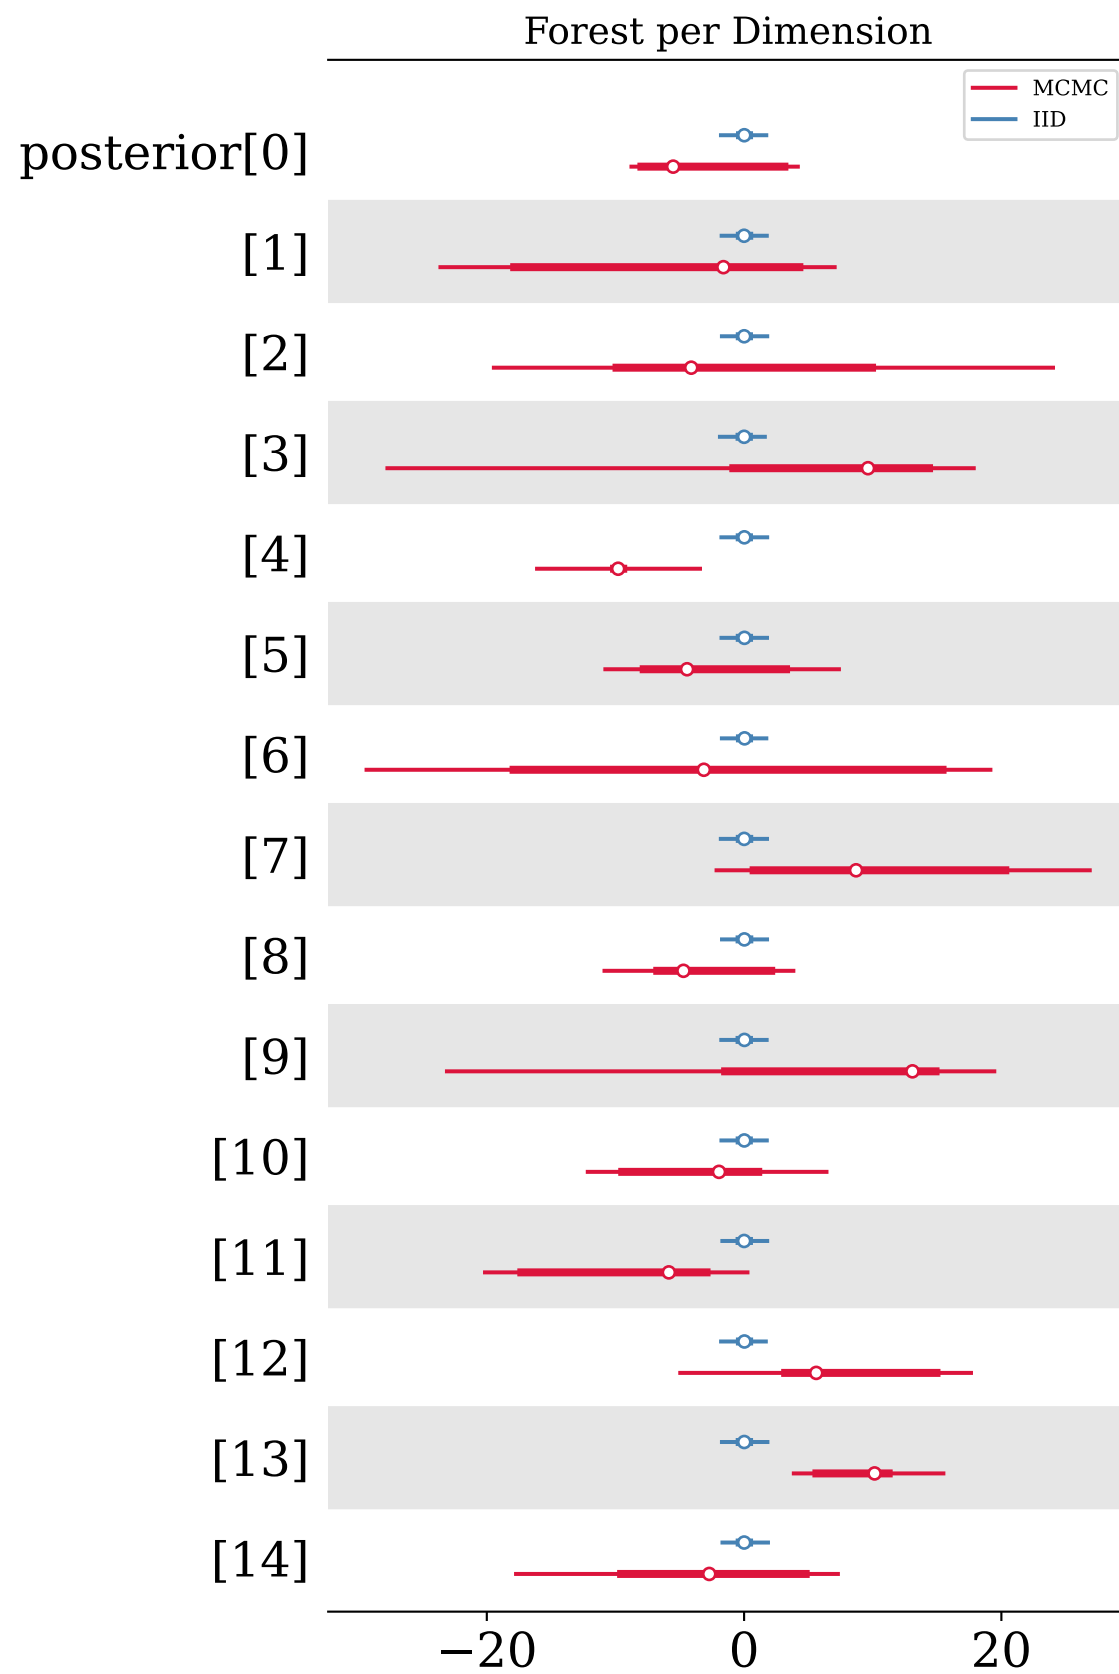 Forest per Dimension
MCMC
IID
posterior[0]
[1]
[2]
[3]
[4]
[5]
[6]
[7]
[8]
[9]
[10]
[11]
[12]
[13]
[14]
−20 0 20